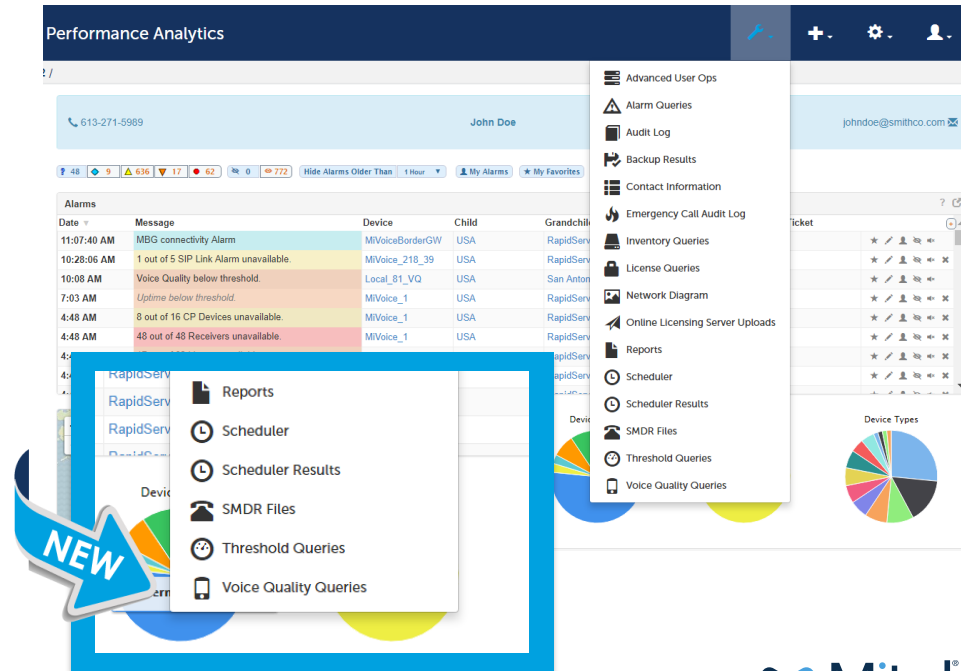 Performance Analytics
2 /
613-271-5989 John Doe johndoe@smithco.com
48 9 636 17 62 0 772 Hide Alarms Older Than 1 Hour My Alarms My Favorites
Alarms
Date Message Device Child Grandchild Ticket
11:07:40 AM MBG connectivity Alarm MiVoiceBorderGW USA RapidServ
10:28:06 AM 1 out of 5 SIP Link Alarm unavailable. MiVoice_218_39 USA RapidServ
10:08 AM Voice Quality below threshold. Local_81_VQ USA San Anton
7:03 AM Uptime below threshold. MiVoice_1 USA RapidServ
4:48 AM 8 out of 16 CP Devices unavailable. MiVoice_1 USA RapidServ
4:48 AM 48 out of 48 Receivers unavailable. MiVoice_1 USA RapidServ
Advanced User Ops
Alarm Queries
Audit Log
Backup Results
Contact Information
Emergency Call Audit Log
Inventory Queries
License Queries
Network Diagram
Online Licensing Server Uploads
Reports
Scheduler
Scheduler Results
SMDR Files
Threshold Queries
Voice Quality Queries
Devic
Device Types
RapidServ
RapidServ
RapidServ
Devic
Reports
Scheduler
Scheduler Results
SMDR Files
Threshold Queries
Voice Quality Queries
NEW
Mitel®